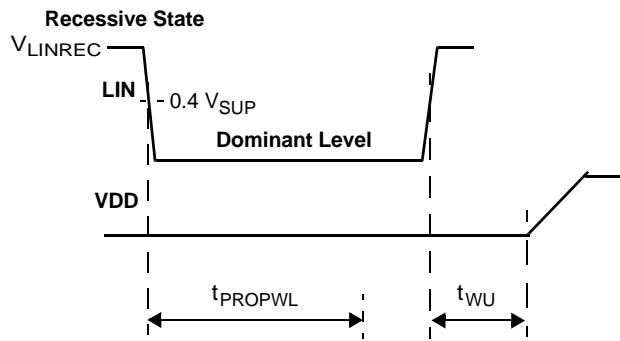 Recessive State
VLINREC
LIN
0.4 VSUP
Dominant Level
VDD
tPROPWL
tWU